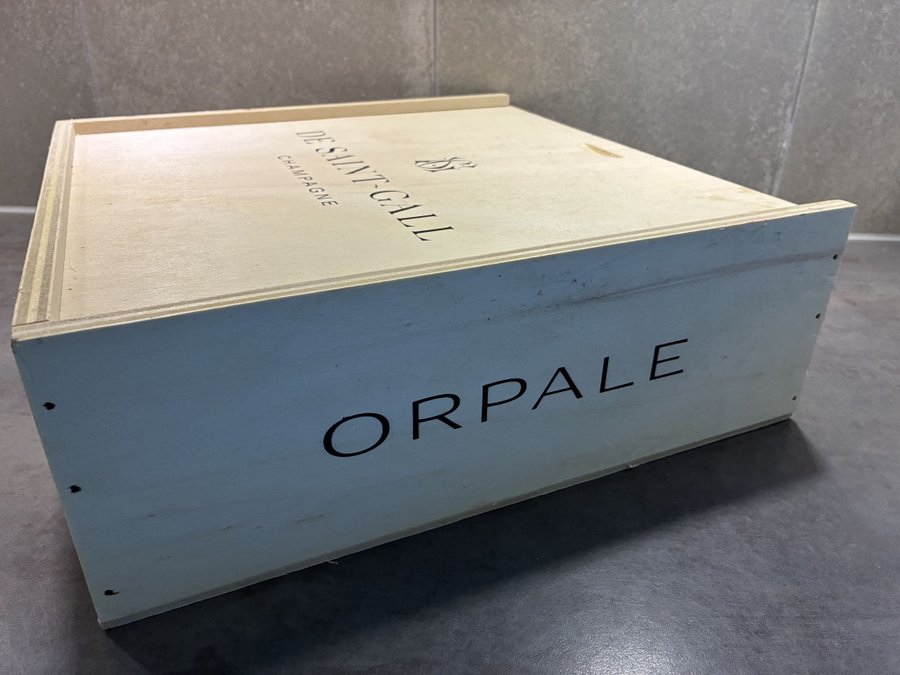 DE SAINT-GALL
CHAMPAGNE
ORPALE